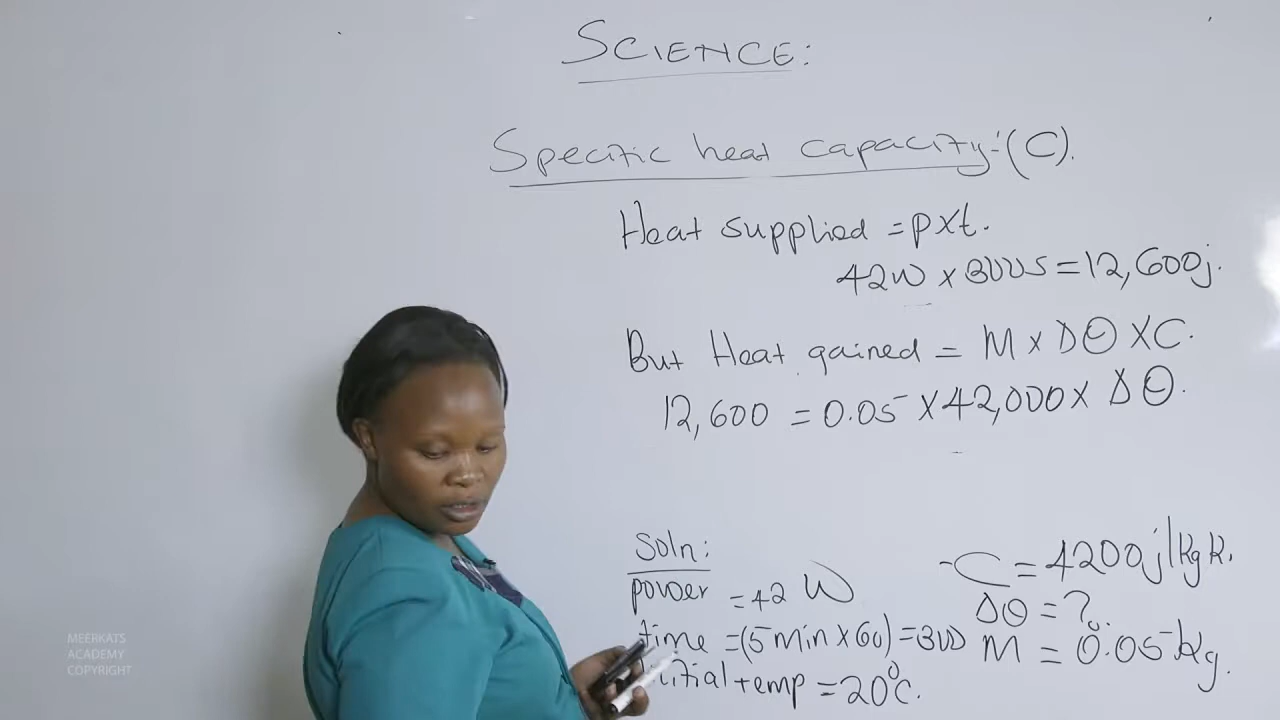 SCIENCE:
Specific heat capacity:-(C).
Heat supplied = pxt.
42W x 300s = 12,600j.
But Heat gained = M x Δθ x C.
12,600 = 0.05 x 42,000 x Δθ.
Soln:
power = 42 W
time = (5min x 60) = 300
initial temp = 20°c.
C = 4200j/kgk.
Δθ = ?
M = 0.05kg.
MEERKATS
ACADEMY
COPYRIGHT